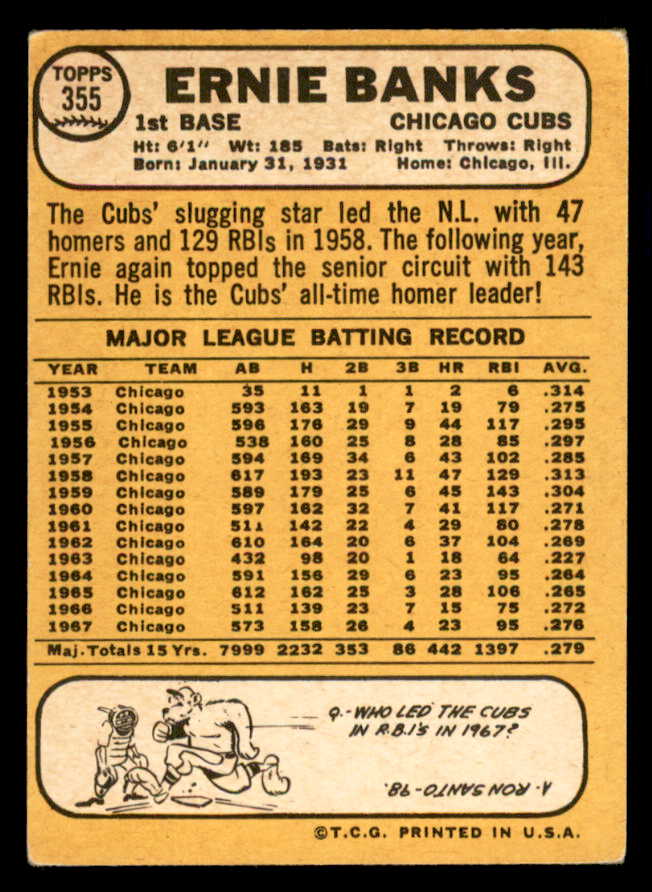 TOPPS
355
ERNIE BANKS
1st BASE CHICAGO CUBS
Ht: 6'1" Wt: 185 Bats: Right Throws: Right
Born: January 31, 1931 Home: Chicago, Ill.
The Cubs' slugging star led the N.L. with 47
homers and 129 RBIs in 1958. The following year,
Ernie again topped the senior circuit with 143
RBIs. He is the Cubs' all-time homer leader!
MAJOR LEAGUE BATTING RECORD
YEAR TEAM AB H 2B 3B HR RBI AVG.
1953 Chicago 35 11 1 1 2 6 .314
1954 Chicago 593 163 19 7 19 79 .275
1955 Chicago 596 176 29 9 44 117 .295
1956 Chicago 538 160 25 8 28 85 .297
1957 Chicago 594 169 34 6 43 102 .285
1958 Chicago 617 193 23 11 47 129 .313
1959 Chicago 589 179 25 6 45 143 .304
1960 Chicago 597 162 32 7 41 117 .271
1961 Chicago 511 142 22 4 29 80 .278
1962 Chicago 610 164 20 6 37 104 .269
1963 Chicago 432 98 20 1 18 64 .227
1964 Chicago 591 156 29 6 23 95 .264
1965 Chicago 612 162 25 3 28 106 .265
1966 Chicago 511 139 23 7 15 75 .272
1967 Chicago 573 158 26 4 23 95 .276
Maj. Totals 15 Yrs. 7999 2232 353 86 442 1397 .279
Q.-WHO LED THE CUBS
IN R.B.I'S IN 1967?
A. RON SANTO-98.
©T.C.G. PRINTED IN U.S.A.